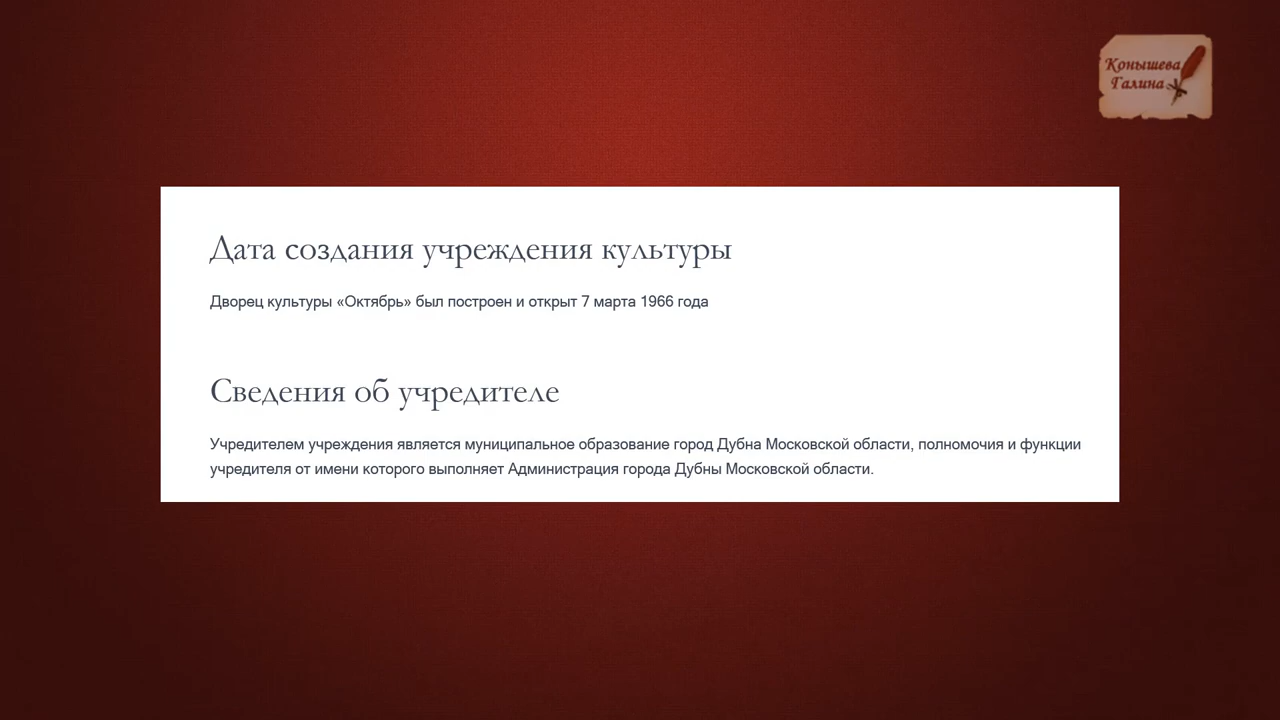 Конышева
Галина
Дата создания учреждения культуры
Дворец культуры «Октябрь» был построен и открыт 7 марта 1966 года
Сведения об учредителе
Учредителем учреждения является муниципальное образование город Дубна Московской области, полномочия и функции
учредителя от имени которого выполняет Администрация города Дубны Московской области.